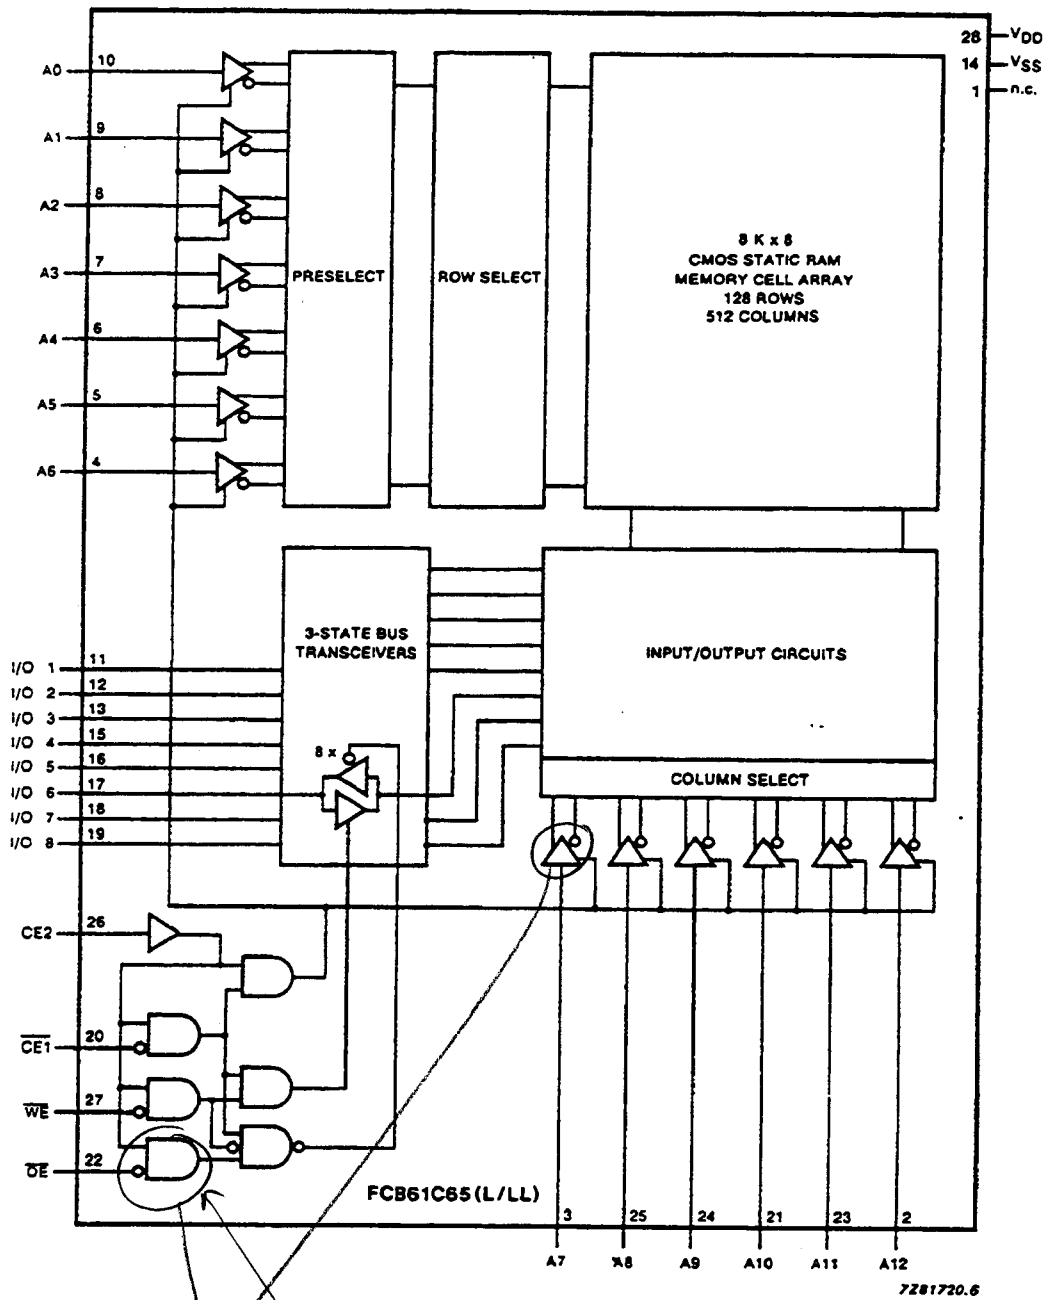 28 VDD
14 VSS
1 n.c.
A0 10
A1 9
A2 8
A3 7
A4 6
A5 5
A6 4
PRESELECT
ROW SELECT
8 K x 8
CMOS STATIC RAM
MEMORY CELL ARRAY
128 ROWS
512 COLUMNS
3-STATE BUS
TRANSCEIVERS
8 x
INPUT/OUTPUT CIRCUITS
COLUMN SELECT
I/O 1 11
I/O 2 12
I/O 3 13
I/O 4 15
I/O 5 16
I/O 6 17
I/O 7 18
I/O 8 19
CE2 26
CE1 20
WE 27
OE 22
FCB61C65(L/LL)
3 25 24 21 23 2
A7 A8 A9 A10 A11 A12
7Z81720.6